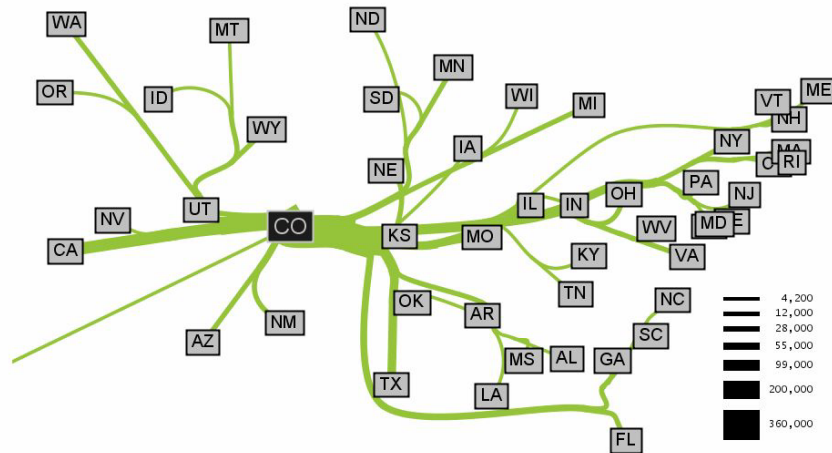 WA
MT
ND
MN
OR
ID
SD
WI
MI
VT
ME
NH
WY
IA
NY
MA
RI
NE
PA
OH
NJ
UT
IL
IN
NV
CO
KS
MO
MD
WV
VA
CA
KY
TN
OK
AR
NC
NM
AZ
SC
MS
AL
GA
TX
LA
FL
4,200
12,000
28,000
55,000
99,000
200,000
360,000